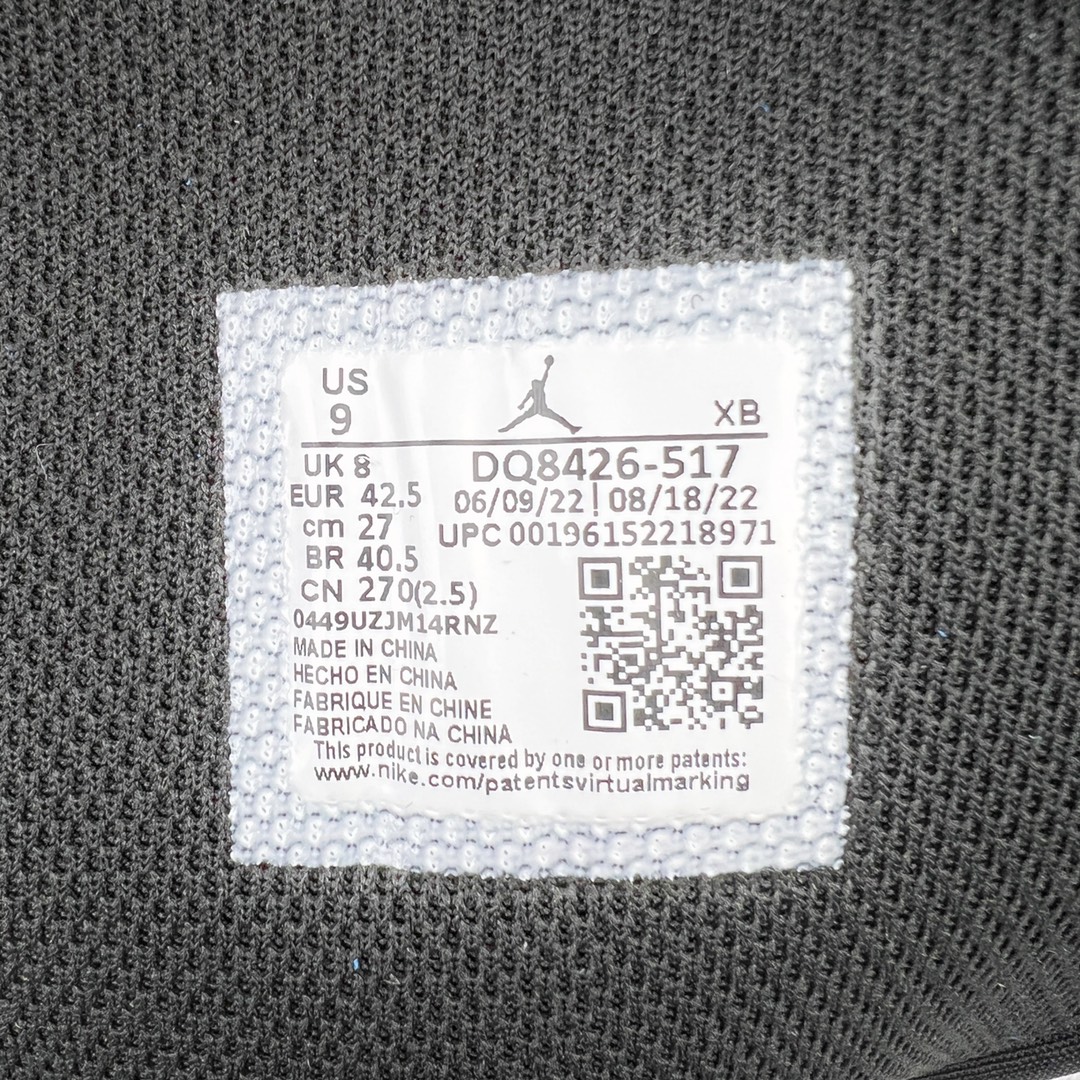 US
9
XB
UK 8
EUR 42.5
cm 27
BR 40.5
CN 270(2.5)
DQ8426-517
06/09/22 | 08/18/22
UPC 00196152218971
0449UZJM14RNZ
MADE IN CHINA
HECHO EN CHINA
FABRIQUE EN CHINE
FABRICADO NA CHINA
This product is covered by one or more patents:
www.nike.com/patentsvirtualmarking